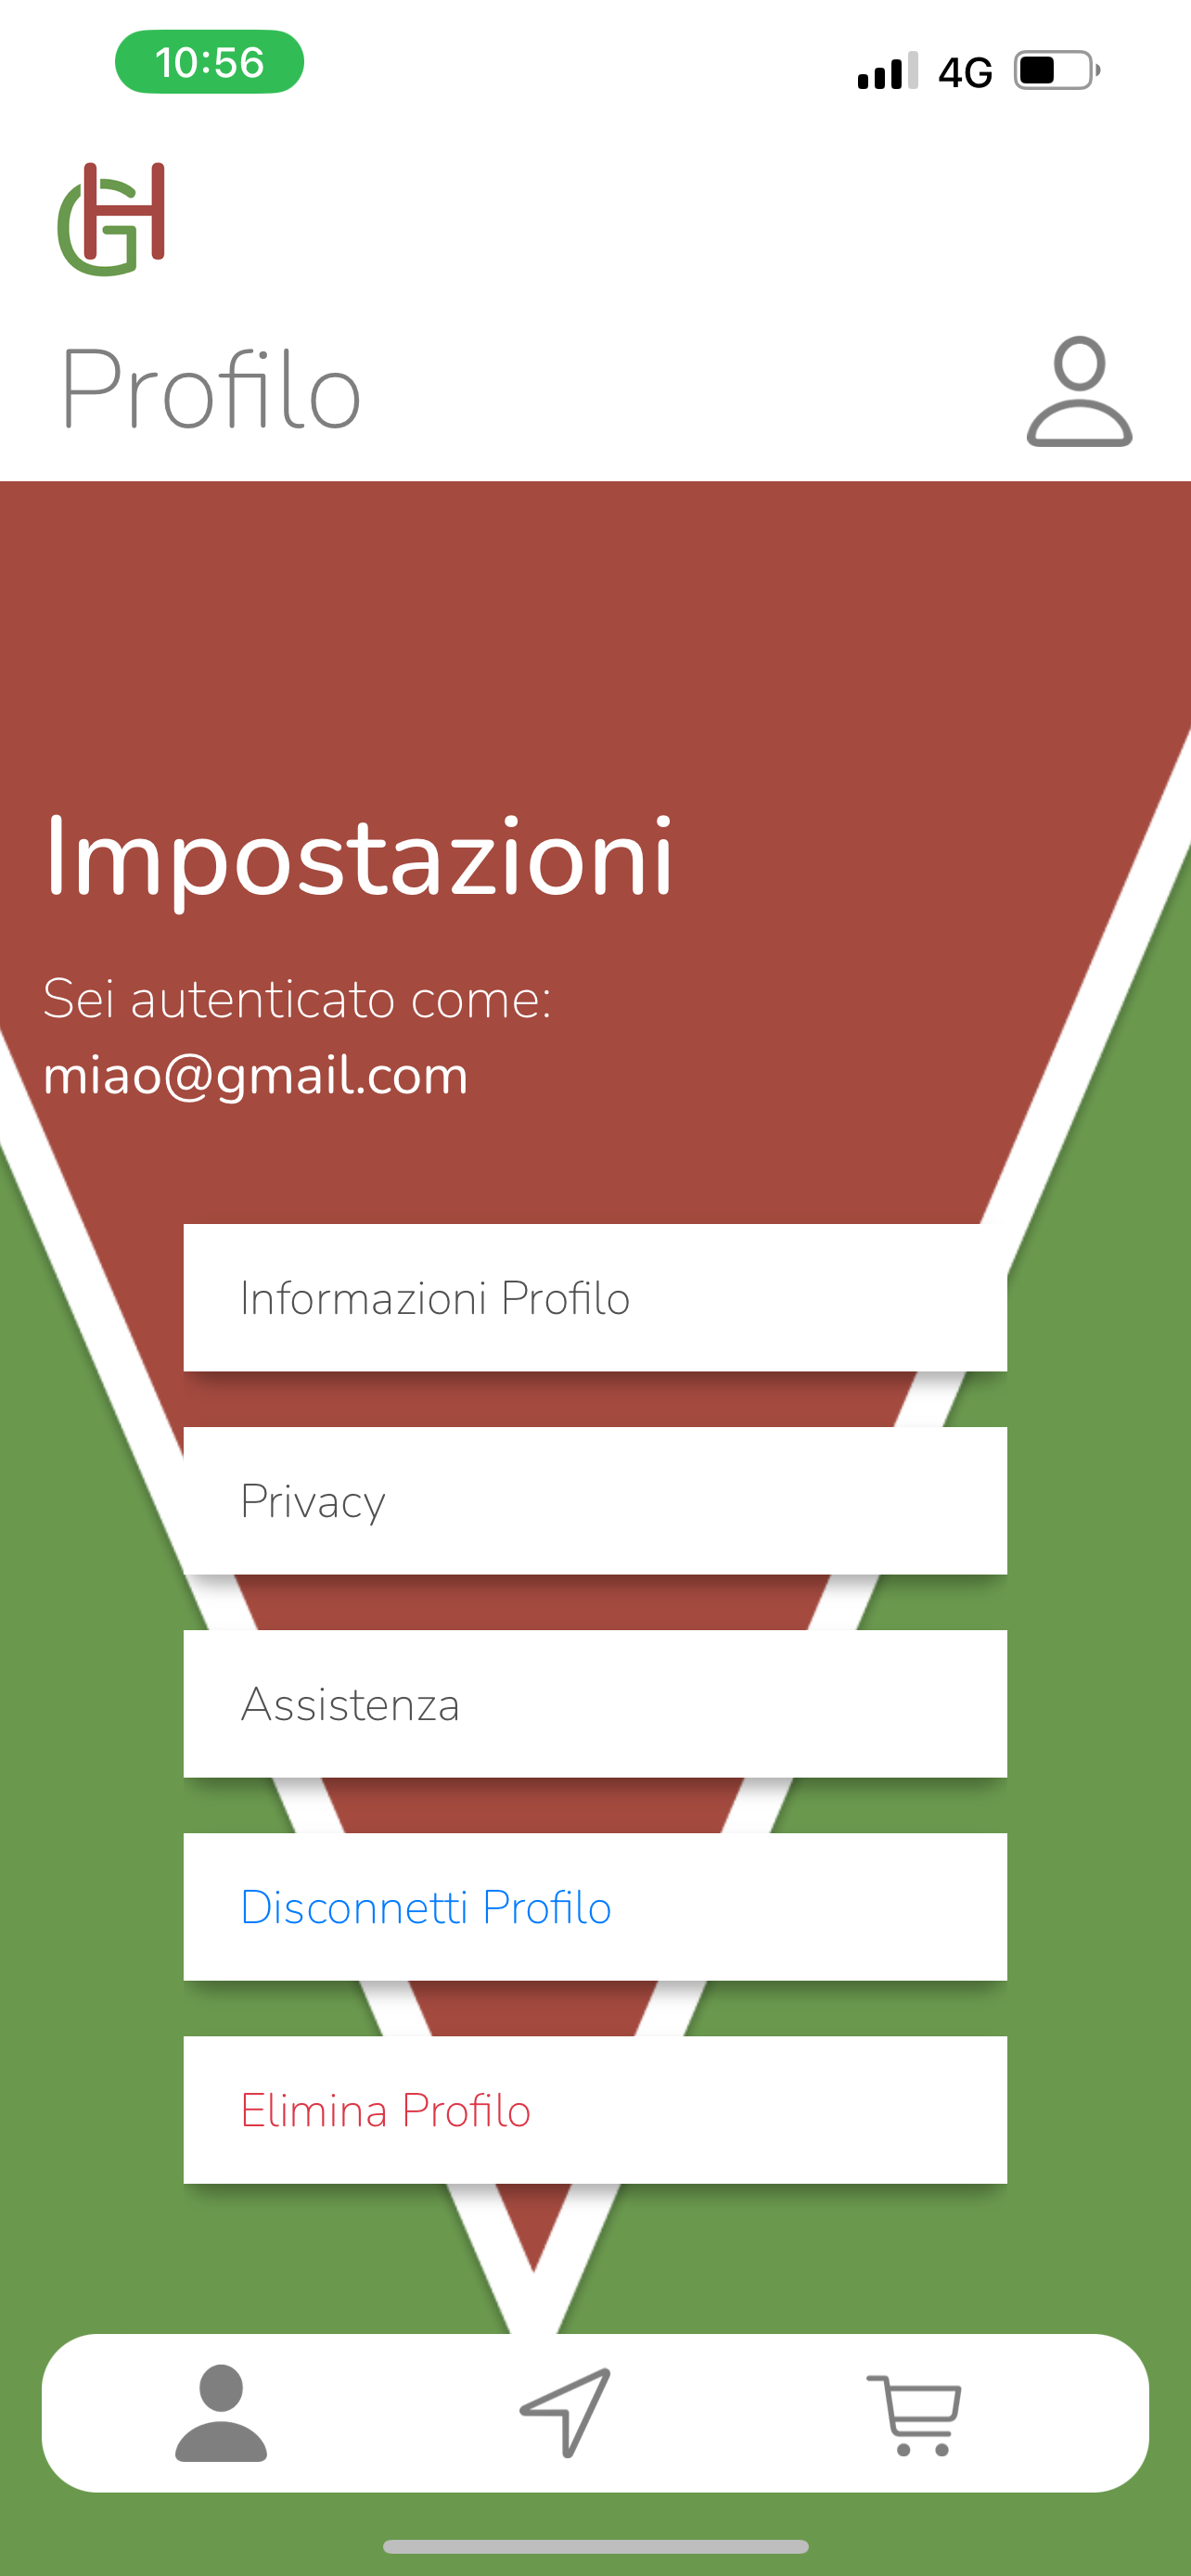 10:56
4G
GH
Profilo
Impostazioni
Sei autenticato come:
miao@gmail.com
Informazioni Profilo
Privacy
Assistenza
Disconnetti Profilo
Elimina Profilo